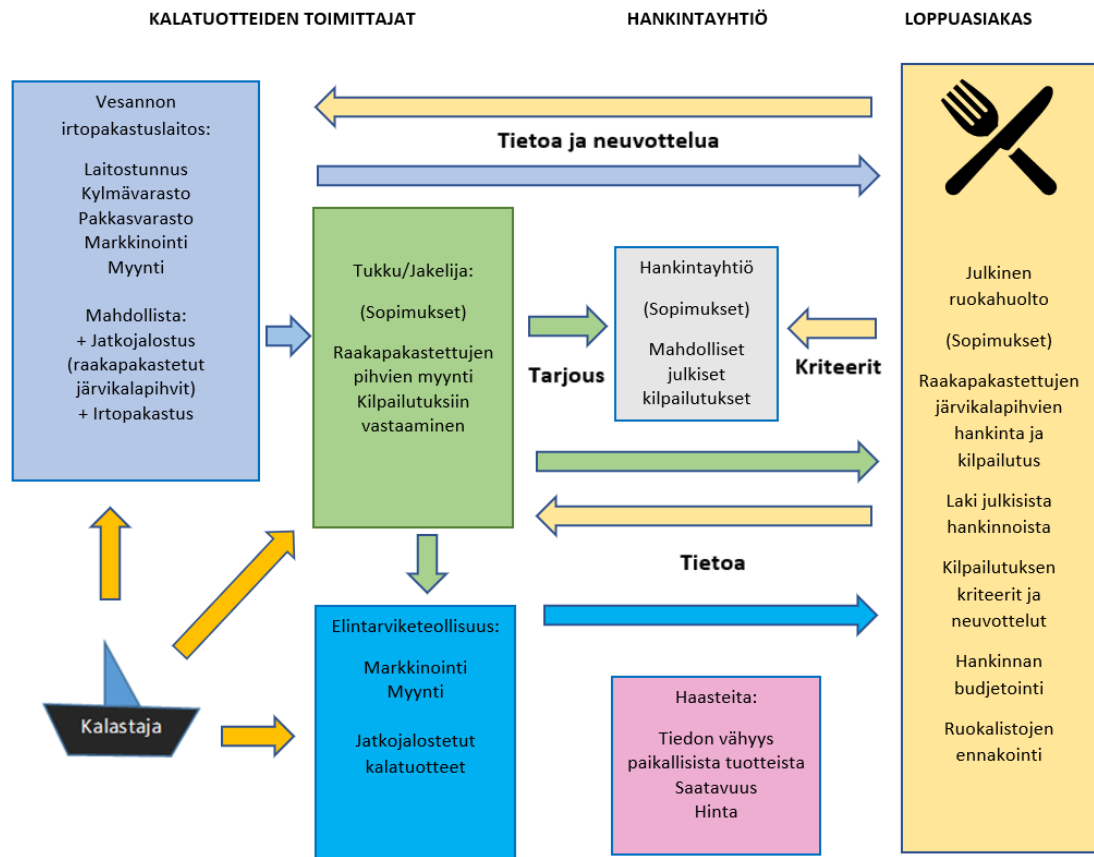 KALATUOTTEIDEN TOIMITTAJAT
HANKINTAYHTIÖ
LOPPUASIAKAS
Vesannon
irtopakastuslaitos:
Laitostunnus
Kylmävarasto
Pakkasvarasto
Markkinointi
Myynti
Mahdollista:
+ Jatkojalostus
(raakapakastetut
järvikalapihvit)
+ Irtopakastus
Tietoa ja neuvottelua
Tukku/Jakelija:
(Sopimukset)
Raakapakastettujen
pihvien myynti
Kilpailutuksiin
vastaaminen
Tarjous
Hankintayhtiö
(Sopimukset)
Mahdolliset
julkiset
kilpailutukset
Kriteerit
Julkinen
ruokahuolto
(Sopimukset)
Raakapakastettujen
järvikalapihvien
hankinta ja
kilpailutus
Laki julkisista
hankinnoista
Kilpailutuksen
kriteerit ja
neuvottelut
Hankinnan
budjetointi
Ruokalistojen
ennakointi
Tietoa
Kalastaja
Elintarviketeollisuus:
Markkinointi
Myynti
Jatkojalostetut
kalatuotteet
Haasteita:
Tiedon vähyys
paikallisista tuotteista
Saatavuus
Hinta